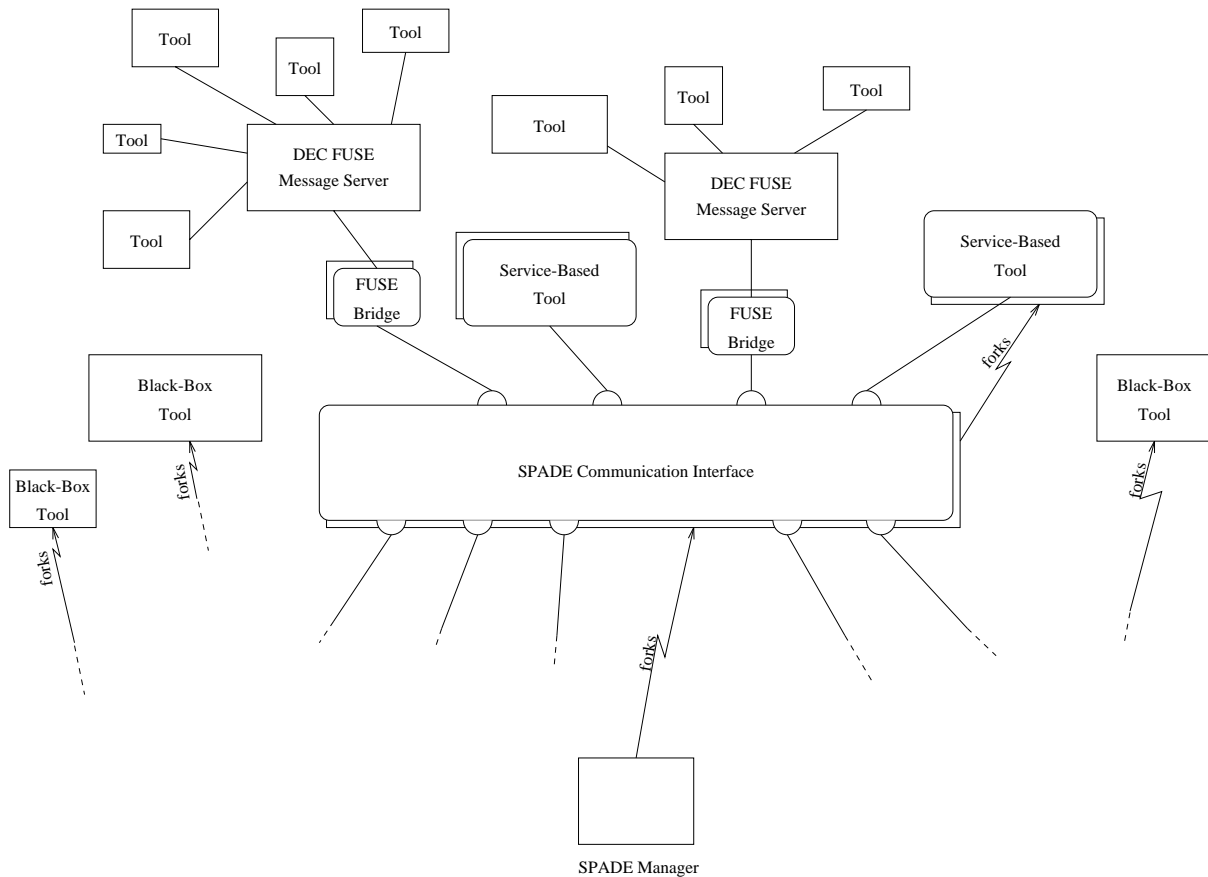 Tool
Tool
Tool
Tool
Tool
DEC FUSE
Message Server
Tool
Tool
Tool
DEC FUSE
Message Server
FUSE
Bridge
Service-Based
Tool
FUSE
Bridge
Service-Based
Tool
forks
Black-Box
Tool
forks
Black-Box
Tool
forks
SPADE Communication Interface
Black-Box
Tool
forks
forks
SPADE Manager